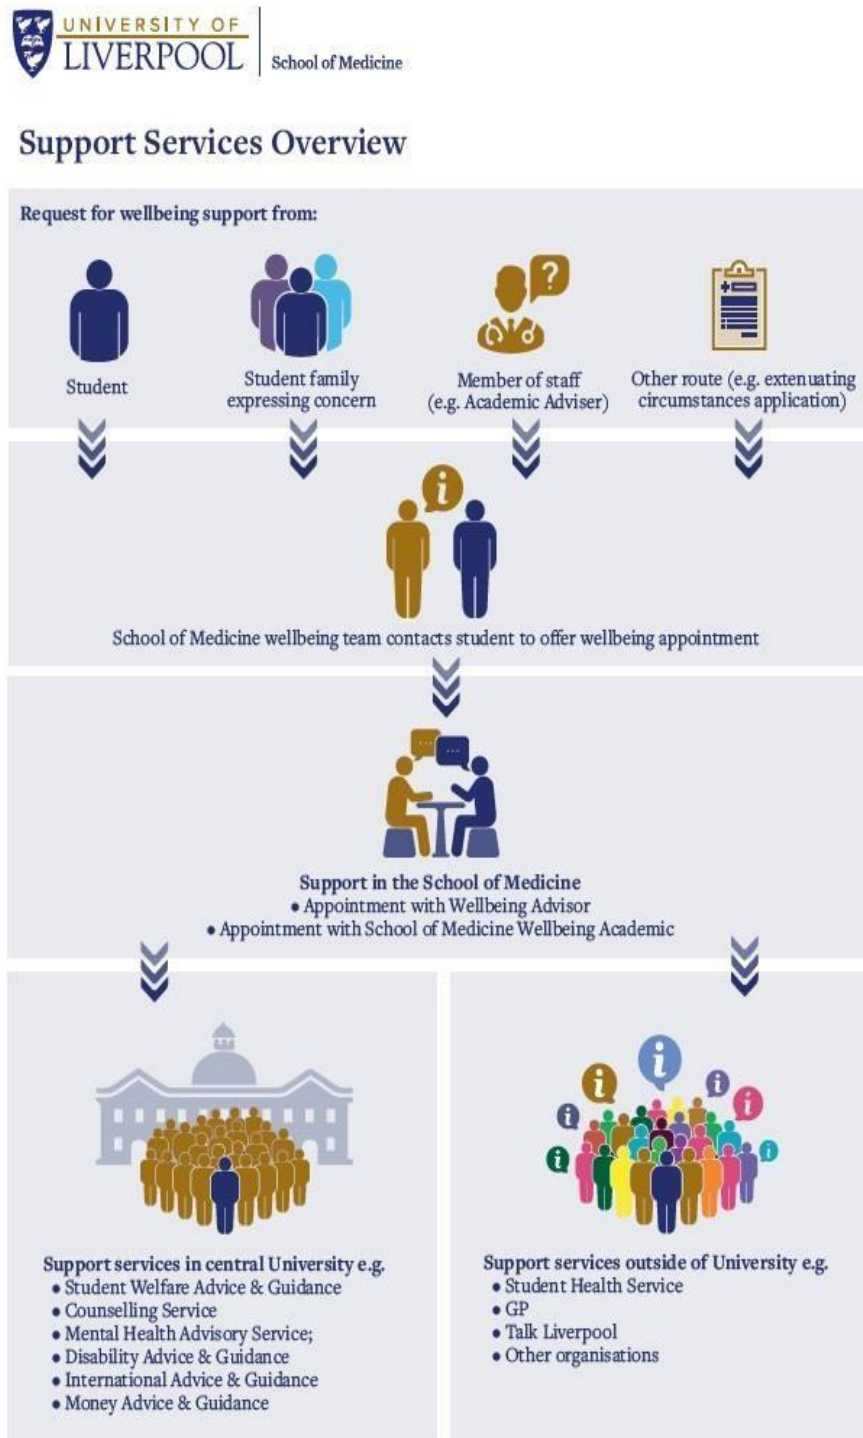 UNIVERSITY OF
LIVERPOOL
School of Medicine
Support Services Overview
Request for wellbeing support from:
Student
Student family
expressing concern
?
Member of staff
(e.g. Academic Adviser)
Other route (e.g. extenuating
circumstances application)
i
School of Medicine wellbeing team contacts student to offer wellbeing appointment
Support in the School of Medicine
• Appointment with Wellbeing Advisor
• Appointment with School of Medicine Wellbeing Academic
Support services in central University e.g.
• Student Welfare Advice & Guidance
• Counselling Service
• Mental Health Advisory Service;
• Disability Advice & Guidance
• International Advice & Guidance
• Money Advice & Guidance
i
i
i
i
i
i
i
Support services outside of University e.g.
• Student Health Service
• GP
• Talk Liverpool
• Other organisations